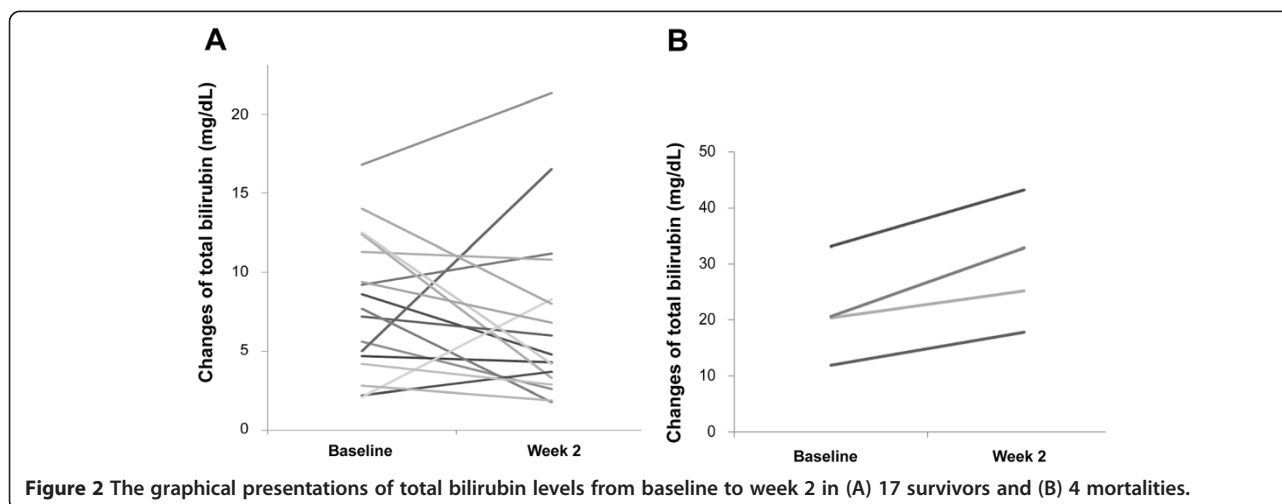 A
Changes of total bilirubin (mg/dL)
20
15
10
5
0
Baseline
Week 2
B
Changes of total bilirubin (mg/dL)
50
40
30
20
10
0
Baseline
Week 2
Figure 2 The graphical presentations of total bilirubin levels from baseline to week 2 in (A) 17 survivors and (B) 4 mortalities.